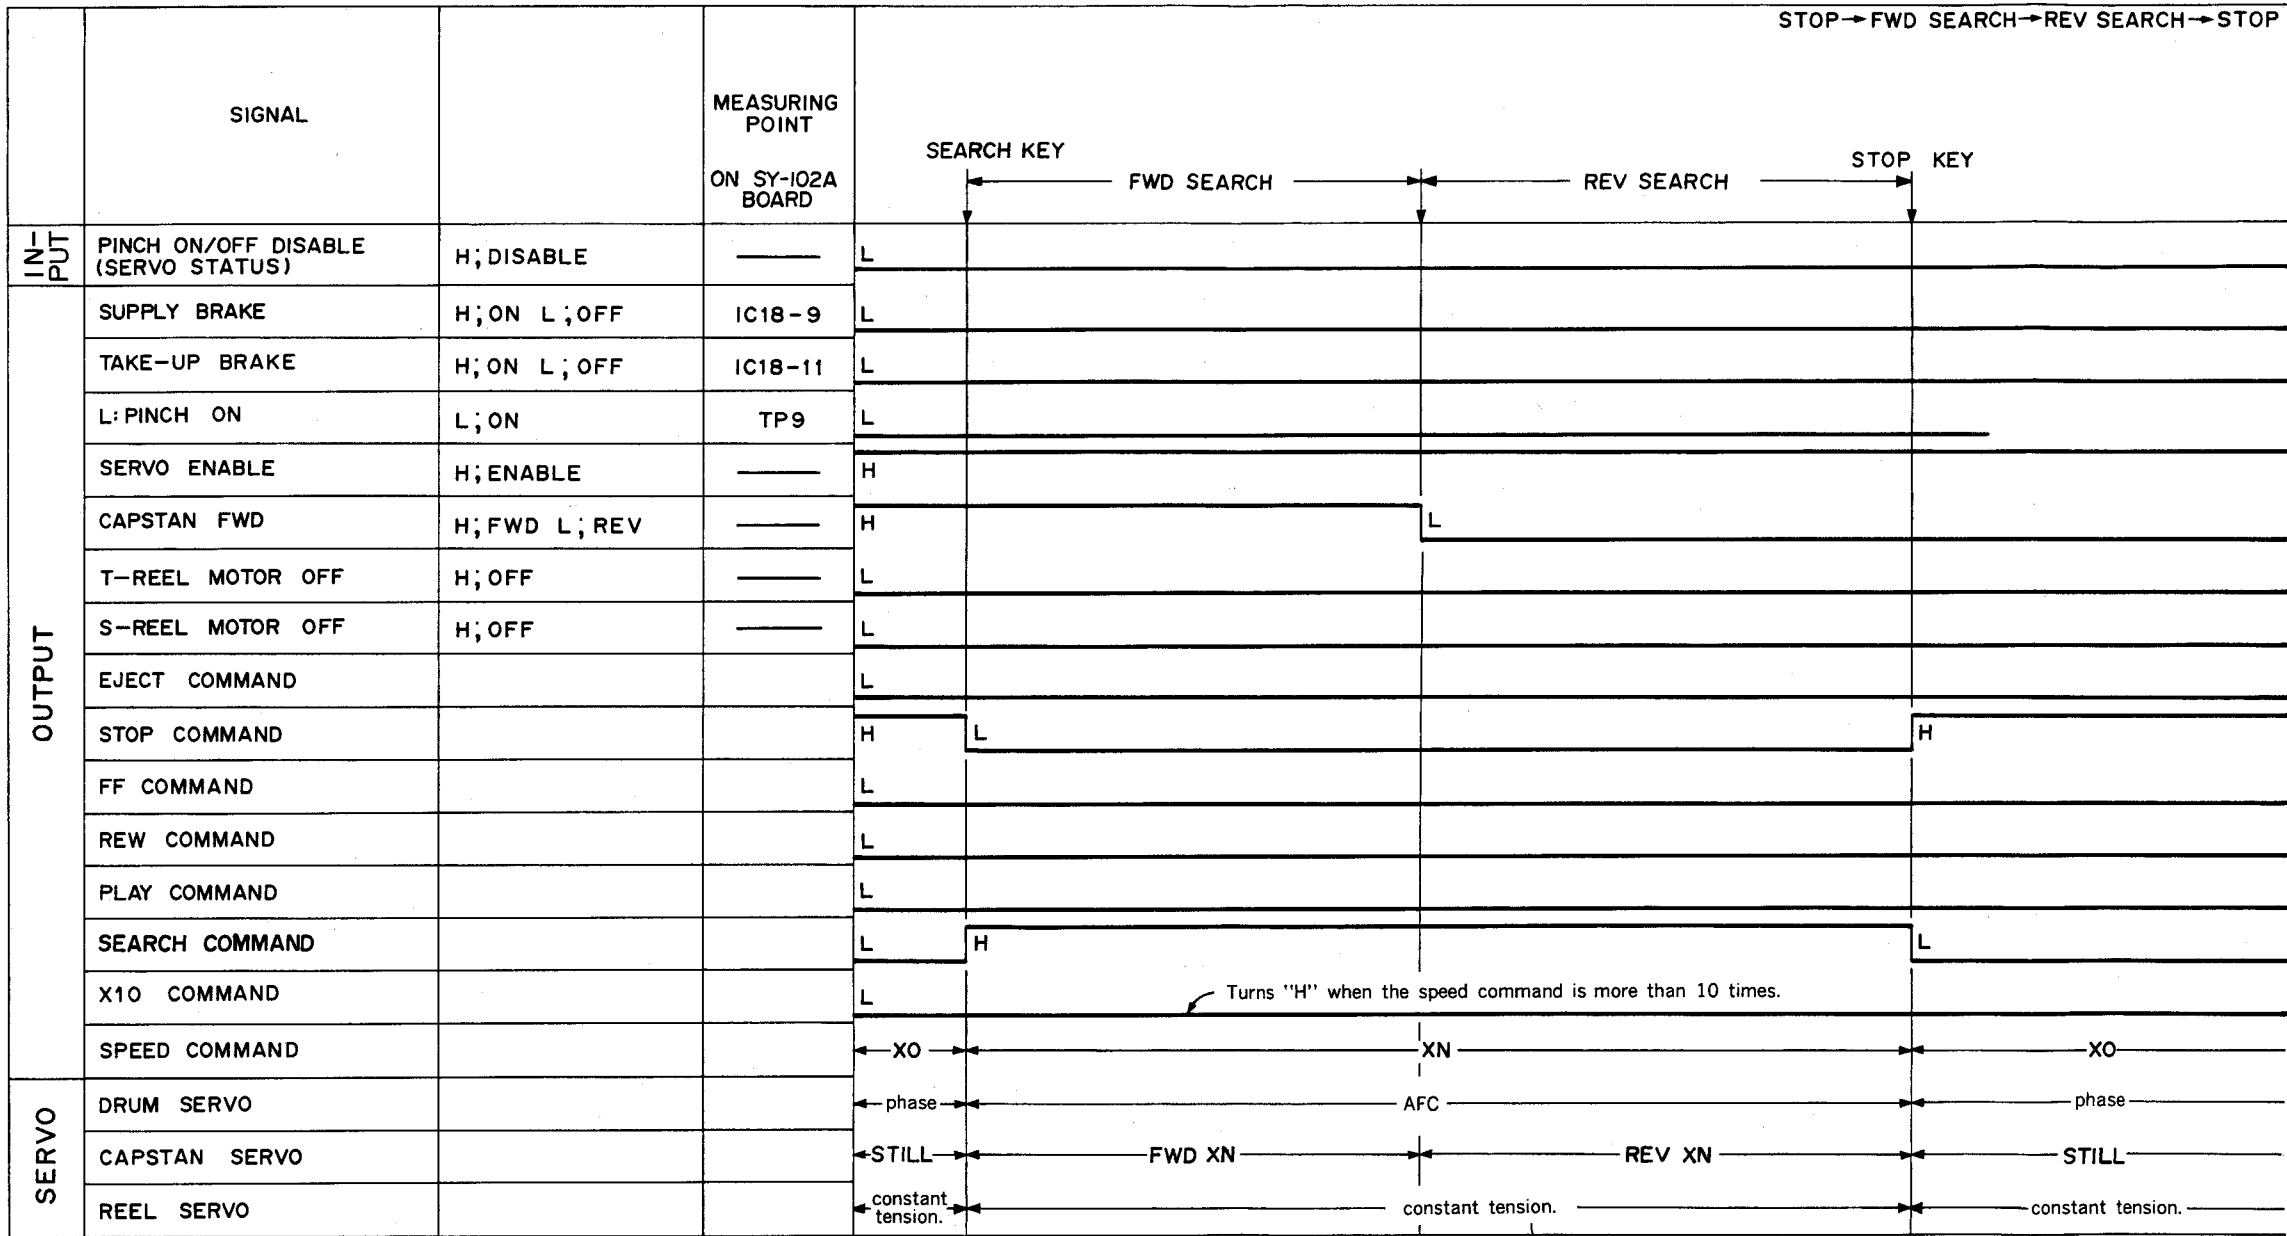 STOP→FWD SEARCH→REV SEARCH→STOP
SIGNAL
MEASURING
POINT
ON SY-102A
BOARD
SEARCH KEY
STOP KEY
FWD SEARCH
REV SEARCH
IN-
PUT
PINCH ON/OFF DISABLE
(SERVO STATUS)
H; DISABLE
L
OUTPUT
SUPPLY BRAKE
H; ON L; OFF
IC18-9
L
TAKE-UP BRAKE
H; ON L; OFF
IC18-11
L
L: PINCH ON
L; ON
TP9
L
SERVO ENABLE
H; ENABLE
H
CAPSTAN FWD
H; FWD L; REV
H
L
T-REEL MOTOR OFF
H; OFF
L
S-REEL MOTOR OFF
H; OFF
L
EJECT COMMAND
L
STOP COMMAND
H
L
H
FF COMMAND
L
REW COMMAND
L
PLAY COMMAND
L
SEARCH COMMAND
L
H
L
X10 COMMAND
L
Turns "H" when the speed command is more than 10 times.
SPEED COMMAND
X0
XN
X0
SERVO
DRUM SERVO
phase
AFC
phase
CAPSTAN SERVO
STILL
FWD XN
REV XN
STILL
REEL SERVO
constant
tension.
constant tension.
constant tension.